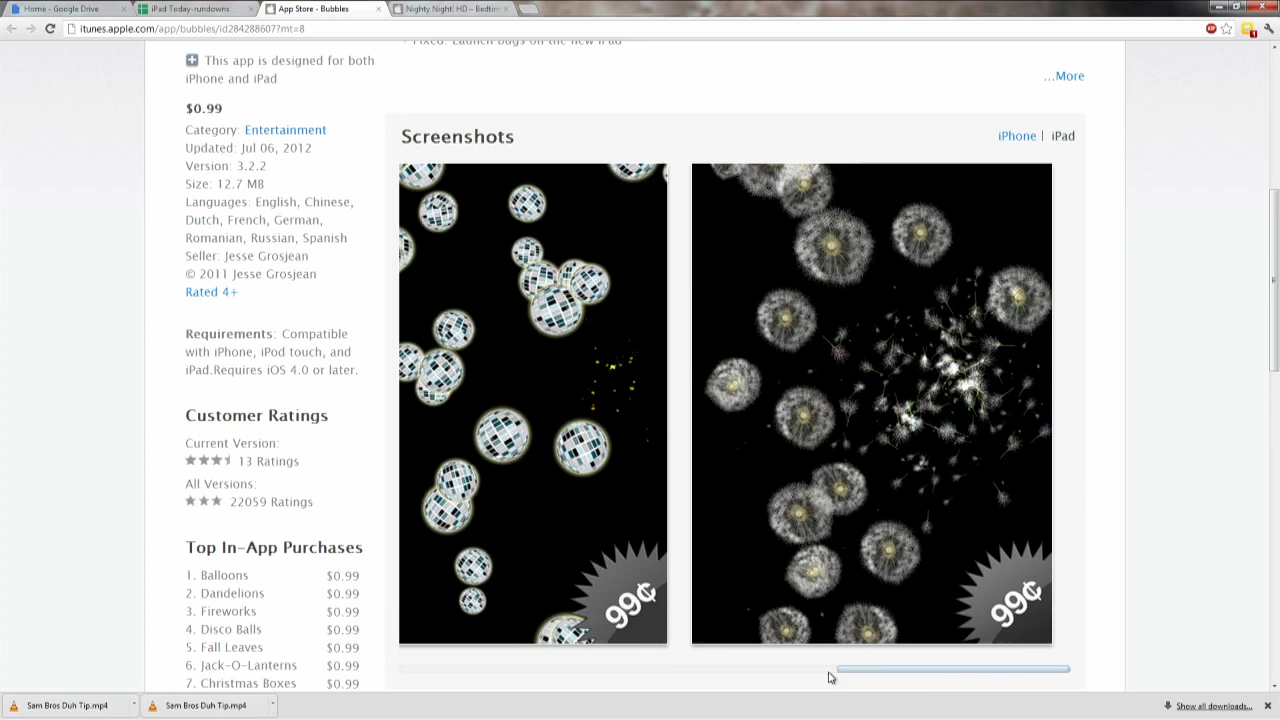 Home - Google Drive
iPad Today-rundowns
App Store - Bubbles
Nighty Night! HD – Bedtim
itunes.apple.com/app/bubbles/id284288607?mt=8
Fixed: Launch bugs on the new iPad
This app is designed for both
iPhone and iPad
...More
$0.99
Category: Entertainment
Updated: Jul 06, 2012
Version: 3.2.2
Size: 12.7 MB
Languages: English, Chinese,
Dutch, French, German,
Romanian, Russian, Spanish
Seller: Jesse Grosjean
© 2011 Jesse Grosjean
Rated 4+
Requirements: Compatible
with iPhone, iPod touch, and
iPad.Requires iOS 4.0 or later.
Customer Ratings
Current Version:
13 Ratings
All Versions:
22059 Ratings
Top In-App Purchases
1. Balloons $0.99
2. Dandelions $0.99
3. Fireworks $0.99
4. Disco Balls $0.99
5. Fall Leaves $0.99
6. Jack-O-Lanterns $0.99
7. Christmas Boxes $0.99
Screenshots
iPhone | iPad
99¢
99¢
Sam Bros Duh Tip.mp4
Sam Bros Duh Tip.mp4
Show all downloads...